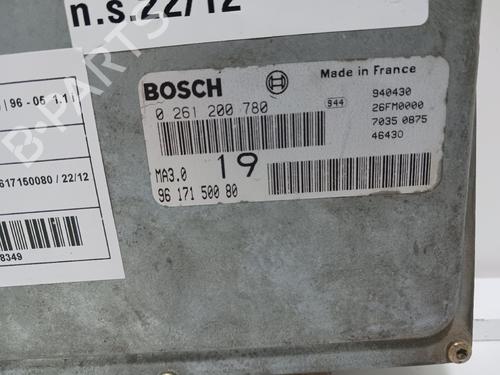 n.s.22/12
| 96 - 05 1.1 i
617150080 / 22/12
8349
BOSCH
Made in France
0 261 200 780
944
940430
26FM0000
7035 0875
46430
MA3.0
19
96 171 500 80
B-PARTS